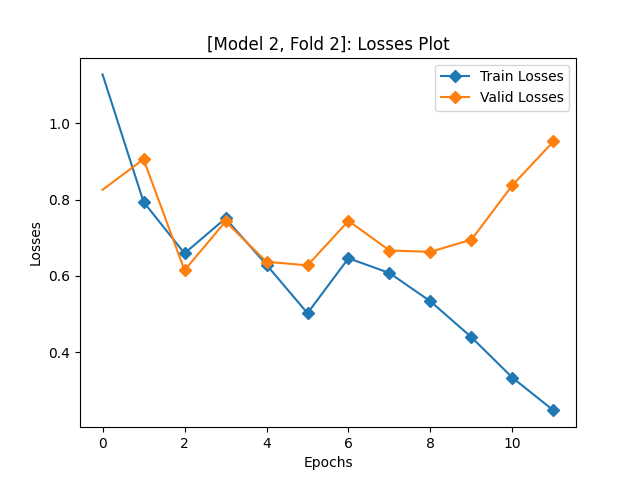 [Model 2, Fold 2]: Losses Plot
Train Losses
Valid Losses
1.0
0.8
0.6
0.4
Losses
0 2 4 6 8 10
Epochs